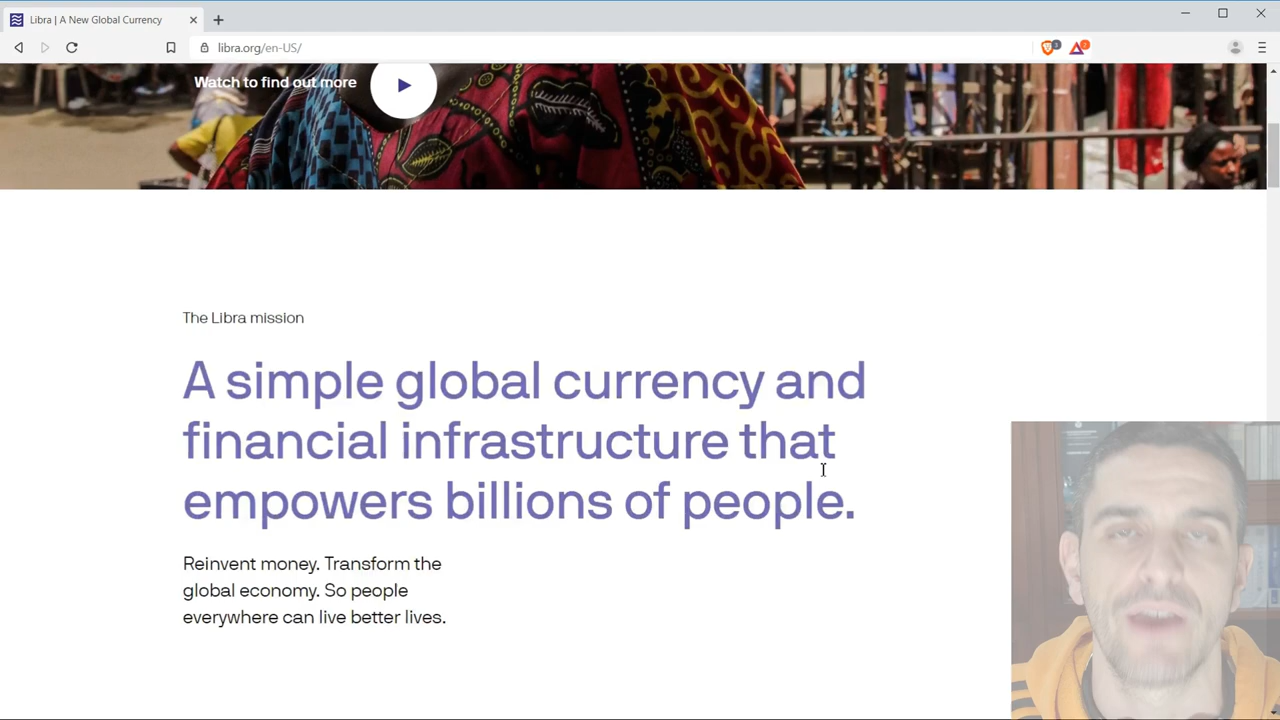 Libra | A New Global Currency
libra.org/en-US/
3
2
Watch to find out more
The Libra mission
A simple global currency and
financial infrastructure that
empowers billions of people.
Reinvent money. Transform the
global economy. So people
everywhere can live better lives.